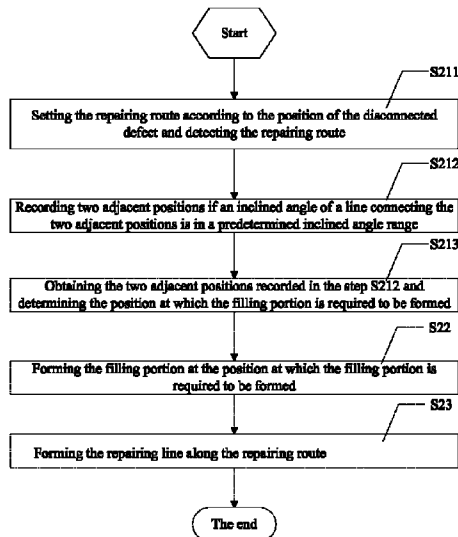 Start
S211
Setting the repairing route according to the position of the disconnected
defect and detecting the repairing route
S212
Recording two adjacent positions if an inclined angle of a line connecting
the two adjacent positions is in a predetermined inclined angle range
S213
Obtaining the two adjacent positions recorded in the step S212 and
determining the position at which the filling portion is required to be formed
S22
Forming the filling portion at the position at which the filling portion is
required to be formed
S23
Forming the repairing line along the repairing route
The end